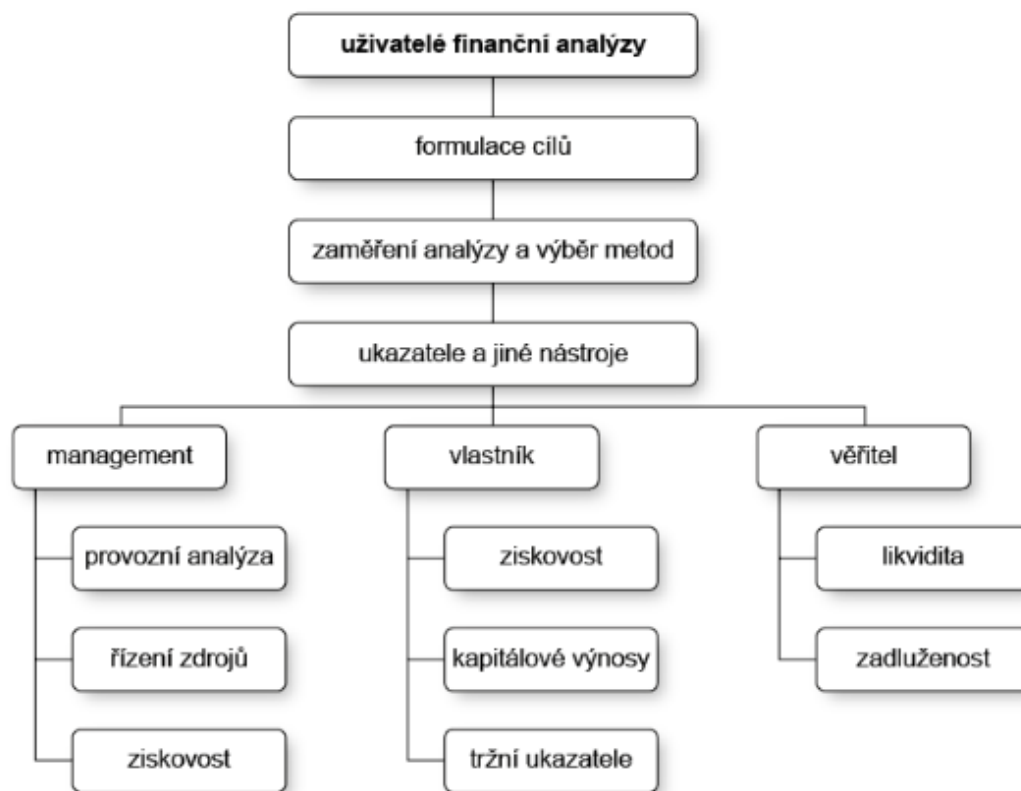 uživatelé finanční analýzy
formulace cílů
zaměření analýzy a výběr metod
ukazatele a jiné nástroje
management
vlastník
věřitel
provozní analýza
ziskovost
likvidita
řízení zdrojů
kapitálové výnosy
zadluženost
ziskovost
tržní ukazatele